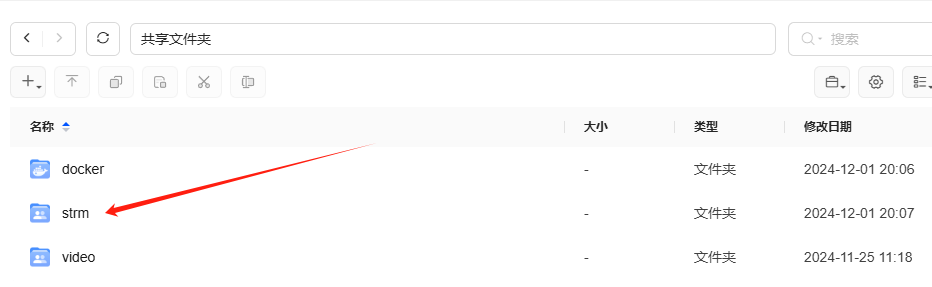 共享文件夹
搜索
名称 大小 类型 修改日期
docker - 文件夹 2024-12-01 20:06
strm - 文件夹 2024-12-01 20:07
video - 文件夹 2024-11-25 11:18